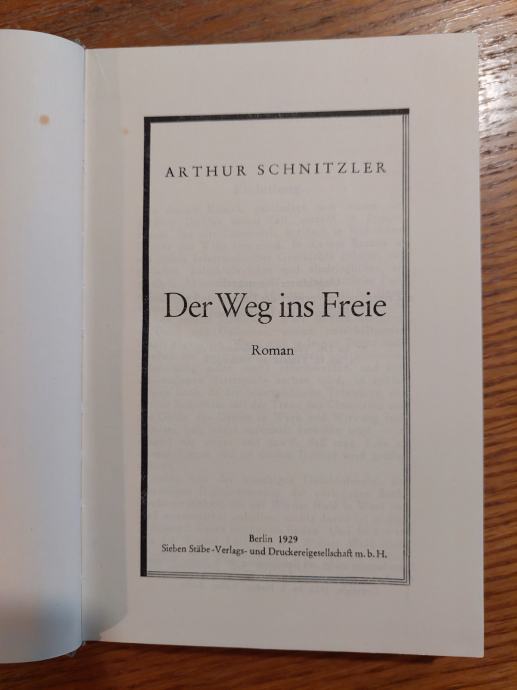 ARTHUR SCHNITZLER
Der Weg ins Freie
Roman
Berlin 1929
Sieben Stäbe-Verlags- und Druckereigesellschaft m. b. H.